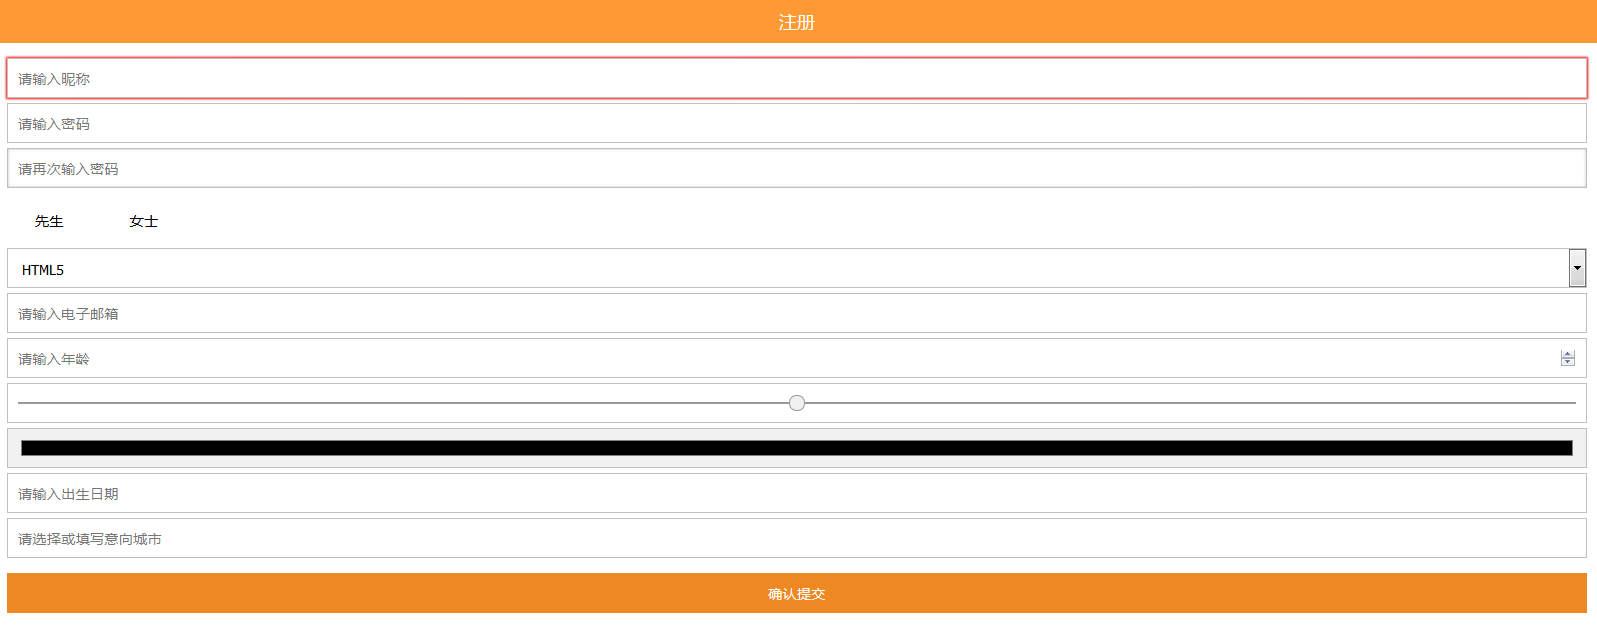 注册
请输入昵称
请输入密码
请再次输入密码
先生 女士
HTML5
请输入电子邮箱
请输入年龄
请输入出生日期
请选择或填写意向城市
确认提交